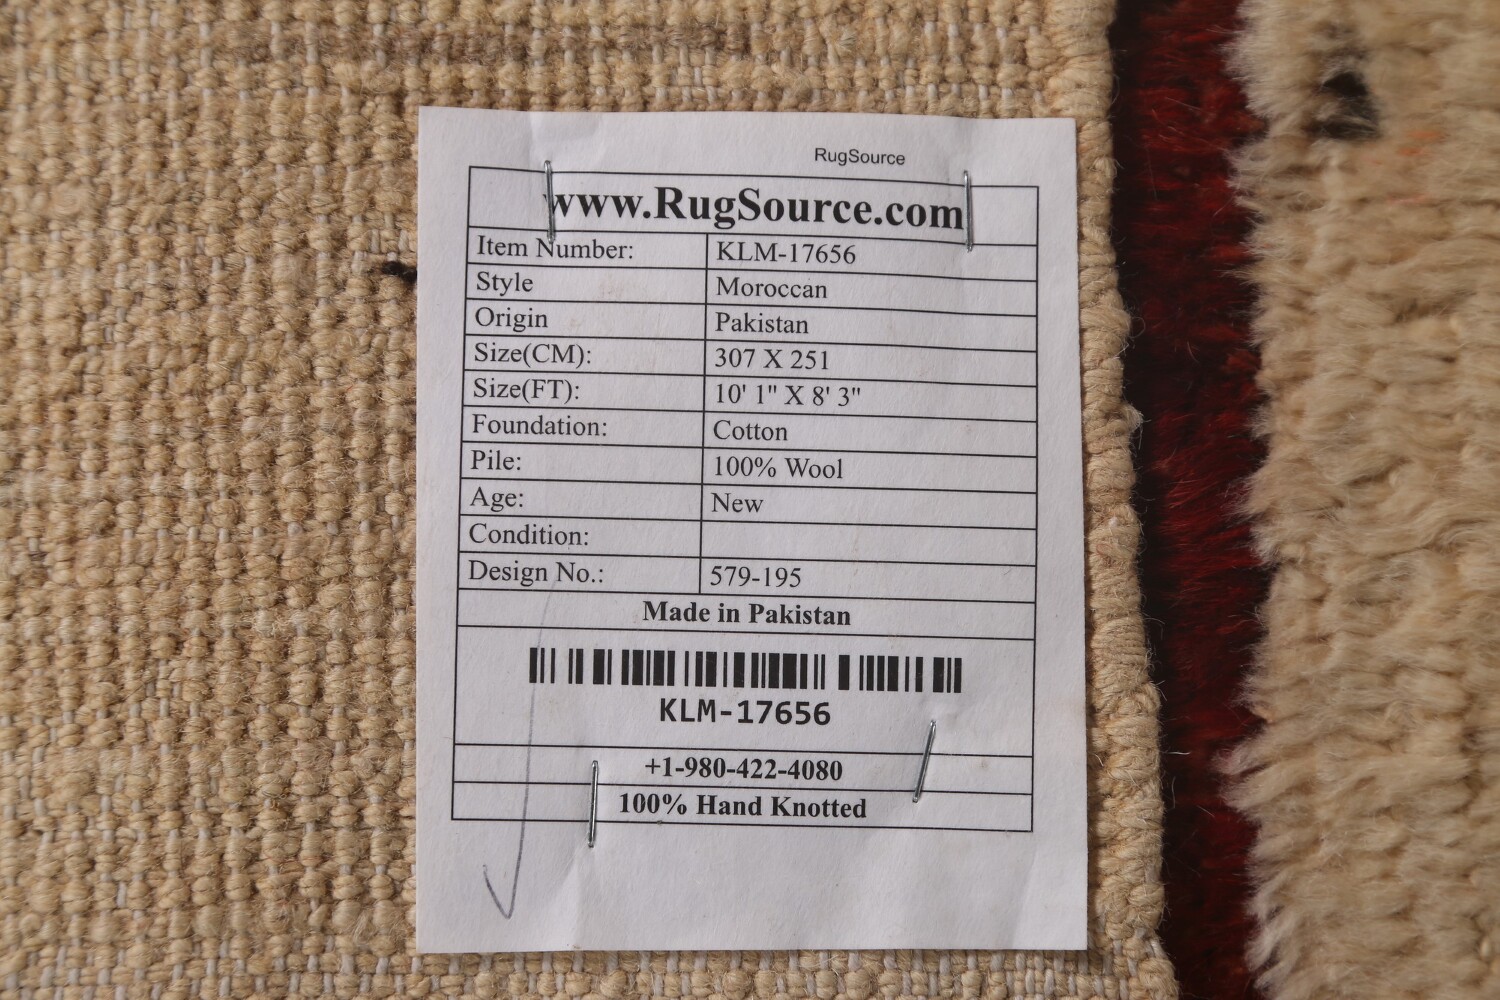 RugSource
www.RugSource.com
Item Number: KLM-17656
Style Moroccan
Origin Pakistan
Size(CM): 307 X 251
Size(FT): 10' 1" X 8' 3"
Foundation: Cotton
Pile: 100% Wool
Age: New
Condition:
Design No.: 579-195
Made in Pakistan
KLM-17656
+1-980-422-4080
100% Hand Knotted